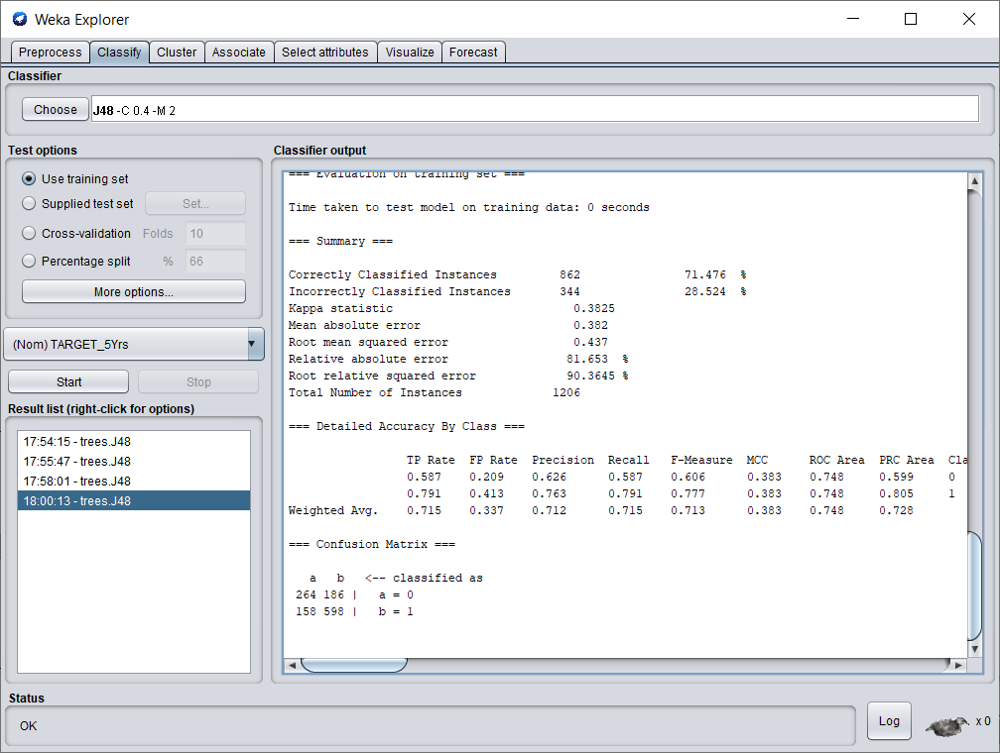 Weka Explorer
Preprocess Classify Cluster Associate Select attributes Visualize Forecast
Classifier
Choose J48 -C 0.4 -M 2
Test options
Use training set
Supplied test set Set...
Cross-validation Folds 10
Percentage split % 66
More options...
(Nom) TARGET_5Yrs
Start Stop
Result list (right-click for options)
17:54:15 - trees.J48
17:55:47 - trees.J48
17:58:01 - trees.J48
18:00:13 - trees.J48
Classifier output
=== Evaluation on training set ===
Time taken to test model on training data: 0 seconds
=== Summary ===
Correctly Classified Instances 862 71.476 %
Incorrectly Classified Instances 344 28.524 %
Kappa statistic 0.3825
Mean absolute error 0.382
Root mean squared error 0.437
Relative absolute error 81.653 %
Root relative squared error 90.3645 %
Total Number of Instances 1206
=== Detailed Accuracy By Class ===
TP Rate FP Rate Precision Recall F-Measure MCC ROC Area PRC Area Cla
0.587 0.209 0.626 0.587 0.606 0.383 0.748 0.599 0
0.791 0.413 0.763 0.791 0.777 0.383 0.748 0.805 1
Weighted Avg. 0.715 0.337 0.712 0.715 0.713 0.383 0.748 0.728
=== Confusion Matrix ===
a b <-- classified as
264 186 | a = 0
158 598 | b = 1
Status
OK
Log x 0